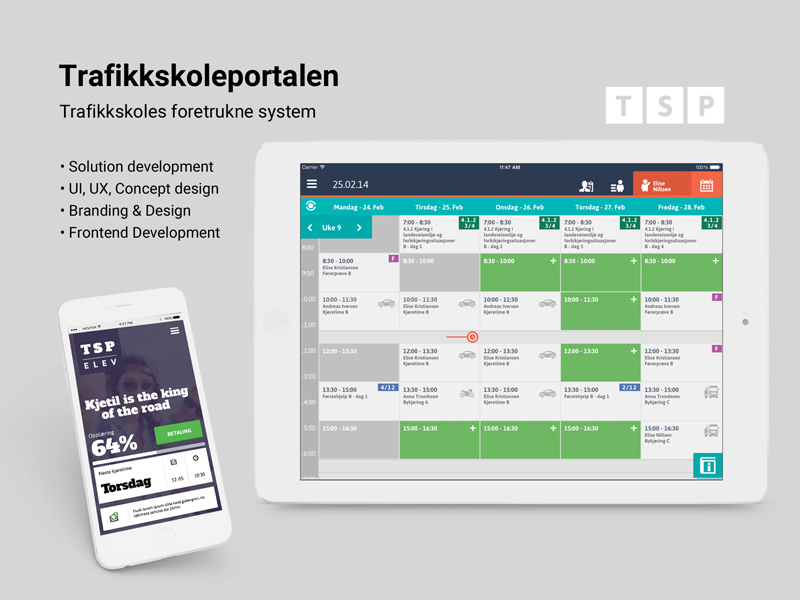 Trafikkskoleportalen
Trafikkskoles foretrukne system
• Solution development
• UI, UX, Concept design
• Branding & Design
• Frontend Development
TSP
Carrier
11:47 AM
100%
25.02.14
Elise
Nillsen
Mandag - 24. Feb
Tirsdag - 25. Feb
Onsdag - 26. Feb
Torsdag - 27. Feb
Fredag - 28. Feb
Uke 9
7:00 - 8:30
4.1.2
3/4
4.1.2 Kjøring i
landeveismiljø og
forbikjøringssituasjoner
B - dag 1
7:00 - 8:30
4.1.2
3/4
4.1.2 Kjøring i
landeveismiljø og
forbikjøringssituasjoner
B - dag 2
7:00 - 8:30
4.1.2
3/4
4.1.2 Kjøring i
landeveismiljø og
forbikjøringssituasjoner
B - dag 3
7:00 - 8:30
4.1.2
3/4
4.1.2 Kjøring i
landeveismiljø og
forbikjøringssituasjoner
B - dag 4
8:00
8:30 - 10:00
F
Elise Kristiansen
Førerprøve B
8:30 - 10:00
8:30 - 10:00 +
8:30 - 10:00 +
8:30 - 10:00 +
9:00
10:00
10:00 - 11:30
Andreas Iversen
Kjøretime B
10:00 - 11:30
Andreas Iversen
Kjøretime B
10:00 - 11:30
Andreas Iversen
Kjøretime B
10:00 - 11:30 +
10:00 - 11:30
F
Andreas Iversen
Førerprøve B
11:00
12:00
12:00 - 13:30
12:00 - 13:30
Elise Kristiansen
Kjøretime B
12:00 - 13:30
Elise Kristiansen
Kjøretime B
12:00 - 13:30 +
12:00 - 13:30
F
Elise Kristiansen
Førerprøve B
13:00
13:30 - 15:00
4/12
Førstehjelp B - dag 1
13:30 - 15:00
Anna Trondssen
Bykjøring A
13:30 - 15:00
Elise Kristiansen
Kjøretime B
13:30 - 15:00
2/12
Førstehjelp B - dag 1
13:30 - 15:00
Anna Trondssen
Bykjøring C
14:00
15:00
15:00 - 16:30
15:00 - 16:30 +
15:00 - 16:30 +
15:00 - 16:30 +
15:00 - 16:30
Elise Nillsen
Bykjøring C
16:00
4:21 PM
TSP
ELEV
Kjetil is the king
of the road
Opplæring
64%
BETALING
Neste kjøretime
Torsdag
12.05
10:30